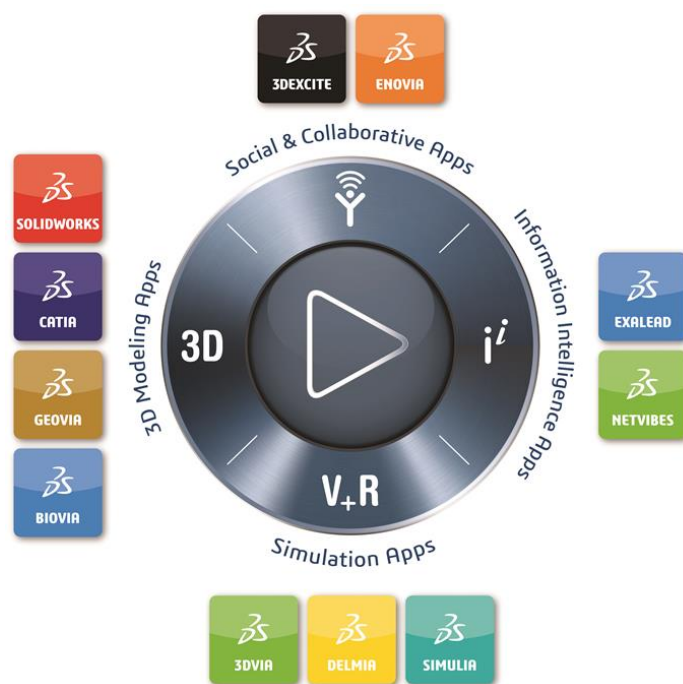 3DEXCITE
ENOVIA
Social & Collaborative Apps
SOLIDWORKS
CATIA
GEOVIA
BIOVIA
3D Modeling Apps
3D
Information Intelligence Apps
iⁱ
EXALEAD
NETVIBES
V+R
Simulation Apps
3DVIA
DELMIA
SIMULIA